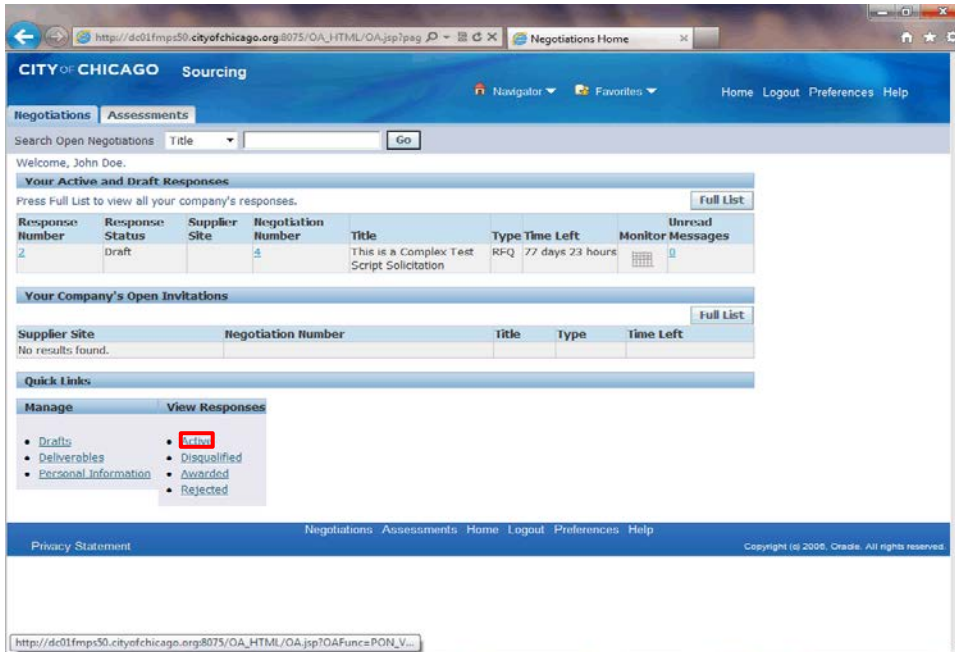 http://dc01fmps50.cityofchicago.org:8075/OA_HTML/OA.jsp?pag
Negotiations Home
CITY OF CHICAGO Sourcing
Navigator Favorites Home Logout Preferences Help
Negotiations Assessments
Search Open Negotiations Title Go
Welcome, John Doe.
Your Active and Draft Responses
Press Full List to view all your company's responses. Full List
Response Number Response Status Supplier Site Negotiation Number Title Type Time Left Monitor Unread Messages
2 Draft 4 This is a Complex Test Script Solicitation RFQ 77 days 23 hours 0
Your Company's Open Invitations
Full List
Supplier Site Negotiation Number Title Type Time Left
No results found.
Quick Links
Manage View Responses
• Drafts • Active
• Deliverables • Disqualified
• Personal Information • Awarded
• Rejected
Negotiations Assessments Home Logout Preferences Help
Privacy Statement Copyright (c) 2006, Oracle. All rights reserved.
http://dc01fmps50.cityofchicago.org:8075/OA_HTML/OA.jsp?OAFunc=PON_V...